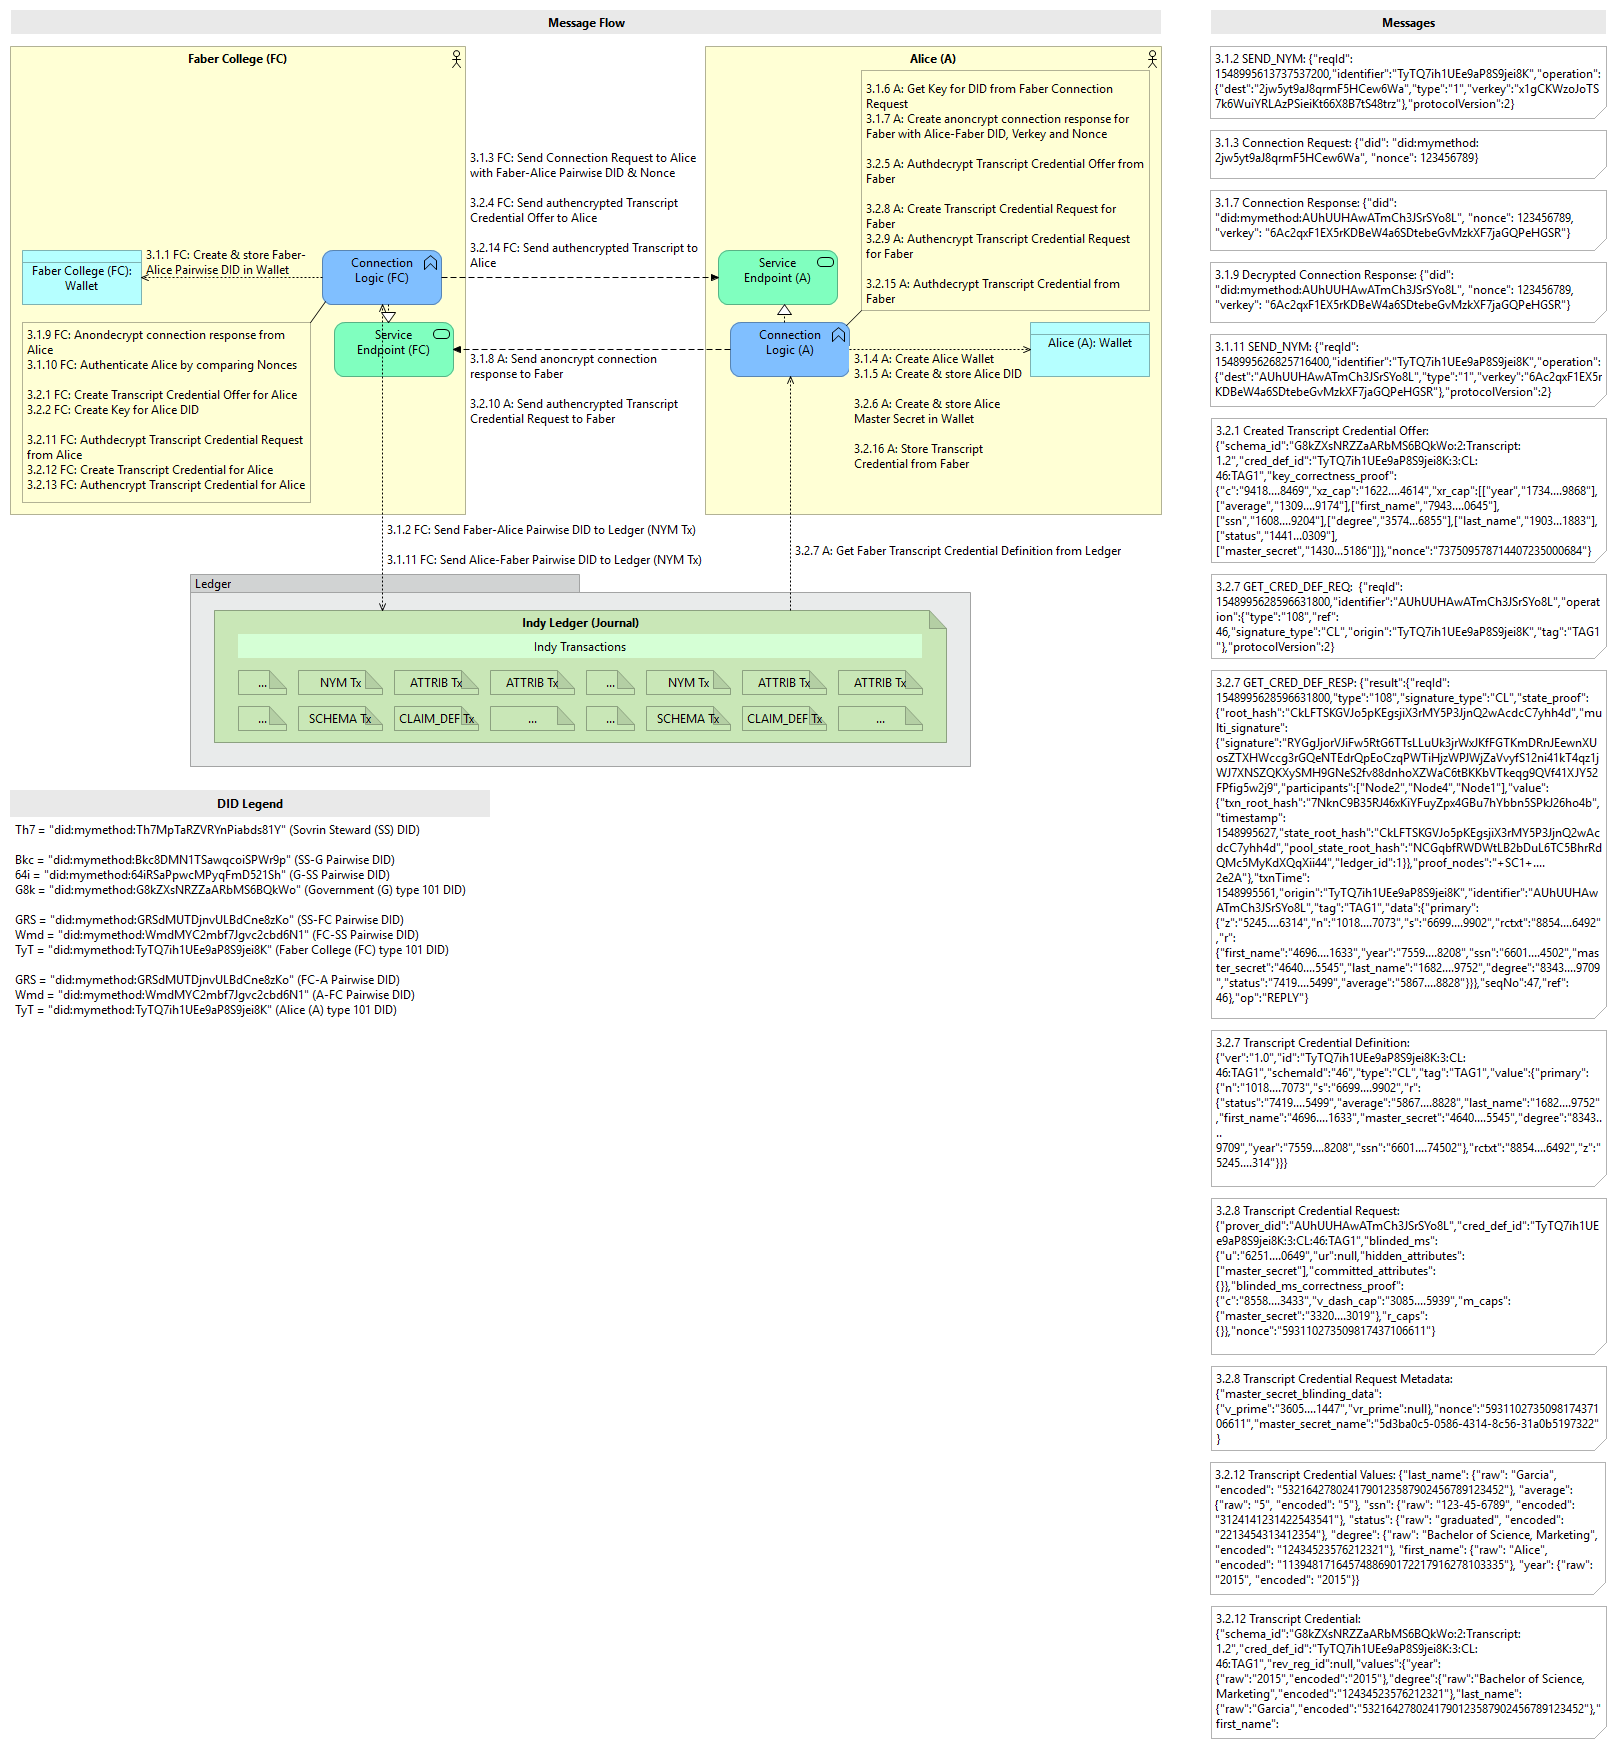 Message Flow
Faber College (FC)
Alice (A)
3.1.6 A: Get Key for DID from Faber Connection
Request
3.1.7 A: Create anoncrypt connection response for
Faber with Alice-Faber DID, Verkey and Nonce
3.2.5 A: Authdecrypt Transcript Credential Offer from
Faber
3.2.8 A: Create Transcript Credential Request for
Faber
3.2.9 A: Authencrypt Transcript Credential Request
for Faber
3.2.15 A: Authdecrypt Transcript Credential from
Faber
3.1.3 FC: Send Connection Request to Alice
with Faber-Alice Pairwise DID & Nonce
3.2.4 FC: Send authencrypted Transcript
Credential Offer to Alice
3.2.14 FC: Send authencrypted Transcript to
Alice
Faber College (FC):
Wallet
3.1.1 FC: Create & store Faber-
Alice Pairwise DID in Wallet
Connection
Logic (FC)
Service
Endpoint (A)
3.1.9 FC: Anondecrypt connection response from
Alice
3.1.10 FC: Authenticate Alice by comparing Nonces
3.2.1 FC: Create Transcript Credential Offer for Alice
3.2.2 FC: Create Key for Alice DID
3.2.11 FC: Authdecrypt Transcript Credential Request
from Alice
3.2.12 FC: Create Transcript Credential for Alice
3.2.13 FC: Authencrypt Transcript Credential for Alice
Service
Endpoint (FC)
3.1.8 A: Send anoncrypt connection
response to Faber
3.2.10 A: Send authencrypted Transcript
Credential Request to Faber
Connection
Logic (A)
Alice (A): Wallet
3.1.4 A: Create Alice Wallet
3.1.5 A: Create & store Alice DID
3.2.6 A: Create & store Alice
Master Secret in Wallet
3.2.16 A: Store Transcript
Credential from Faber
3.1.2 FC: Send Faber-Alice Pairwise DID to Ledger (NYM Tx)
3.1.11 FC: Send Alice-Faber Pairwise DID to Ledger (NYM Tx)
3.2.7 A: Get Faber Transcript Credential Definition from Ledger
Ledger
Indy Ledger (Journal)
Indy Transactions
... NYM Tx ATTRIB Tx ATTRIB Tx ... NYM Tx ATTRIB Tx ATTRIB Tx
... SCHEMA Tx CLAIM_DEF Tx ... ... SCHEMA Tx CLAIM_DEF Tx ...
DID Legend
Th7 = "did:mymethod:Th7MpTaRZVRYnPiabds81Y" (Sovrin Steward (SS) DID)
Bkc = "did:mymethod:Bkc8DMN1TSawqcoiSPWr9p" (SS-G Pairwise DID)
64i = "did:mymethod:64iRSaPpwcMPyqFmD521Sh" (G-SS Pairwise DID)
G8k = "did:mymethod:G8kZXsNRZZaARbMS6BQkWo" (Government (G) type 101 DID)
GRS = "did:mymethod:GRSdMUTDjnvULBdCne8zKo" (SS-FC Pairwise DID)
Wmd = "did:mymethod:WmdMYC2mbf7Jgvc2cbd6N1" (FC-SS Pairwise DID)
TyT = "did:mymethod:TyTQ7ih1UEe9aP8S9jei8K" (Faber College (FC) type 101 DID)
GRS = "did:mymethod:GRSdMUTDjnvULBdCne8zKo" (FC-A Pairwise DID)
Wmd = "did:mymethod:WmdMYC2mbf7Jgvc2cbd6N1" (A-FC Pairwise DID)
TyT = "did:mymethod:TyTQ7ih1UEe9aP8S9jei8K" (Alice (A) type 101 DID)
Messages
3.1.2 SEND_NYM: {"reqId":
1548995613737537200,"identifier":"TyTQ7ih1UEe9aP8S9jei8K","operation":
{"dest":"2jw5yt9aJ8qrmF5HCew6Wa","type":"1","verkey":"x1gCKWzoJoTS
7k6WuiYRLAzPSieiKt66X8B7tS48trz"},"protocolVersion":2}
3.1.3 Connection Request: {"did": "did:mymethod:
2jw5yt9aJ8qrmF5HCew6Wa", "nonce": 123456789}
3.1.7 Connection Response: {"did":
"did:mymethod:AUhUUHAwATmCh3JSrSYo8L", "nonce": 123456789,
"verkey": "6Ac2qxF1EX5rKDBeW4a6SDtebeGvMzkXF7jaGQPeHGSR"}
3.1.9 Decrypted Connection Response: {"did":
"did:mymethod:AUhUUHAwATmCh3JSrSYo8L", "nonce": 123456789,
"verkey": "6Ac2qxF1EX5rKDBeW4a6SDtebeGvMzkXF7jaGQPeHGSR"}
3.1.11 SEND_NYM: {"reqId":
1548995626825716400,"identifier":"TyTQ7ih1UEe9aP8S9jei8K","operation":
{"dest":"AUhUUHAwATmCh3JSrSYo8L","type":"1","verkey":"6Ac2qxF1EX5r
KDBeW4a6SDtebeGvMzkXF7jaGQPeHGSR"},"protocolVersion":2}
3.2.1 Created Transcript Credential Offer:
{"schema_id":"G8kZXsNRZZaARbMS6BQkWo:2:Transcript:
1.2","cred_def_id":"TyTQ7ih1UEe9aP8S9jei8K:3:CL:
46:TAG1","key_correctness_proof":
{"c":"9418....8469","xz_cap":"1622....4614","xr_cap":[["year","1734....9868"],
["average","1309....9174"],["first_name","7943....0645"],
["ssn","1608....9204"],["degree","3574...6855"],["last_name","1903...1883"],
["status","1441...0309"],
["master_secret","1430...5186"]]},"nonce":"737509578714407235000684"}
3.2.7 GET_CRED_DEF_REQ:  {"reqId":
1548995628596631800,"identifier":"AUhUUHAwATmCh3JSrSYo8L","operat
ion":{"type":"108","ref":
46,"signature_type":"CL","origin":"TyTQ7ih1UEe9aP8S9jei8K","tag":"TAG1
"},"protocolVersion":2}
3.2.7 GET_CRED_DEF_RESP: {"result":{"reqId":
1548995628596631800,"type":"108","signature_type":"CL","state_proof":
{"root_hash":"CkLFTSKGVJo5pKEgsjiX3rMY5P3JjnQ2wAcdcC7yhh4d","mu
lti_signature":
{"signature":"RYGgJjorVJiFw5RtG6TTsLLuUk3jrWxJKfFGTKmDRnJEewnXU
osZTXHWccg3rGQeNTEdrQpEoCzqPWTiHjzWPJWjZaVvyfS12ni41kT4qz1j
WJ7XNSZQKXySMH9GNeS2fv88dnhoXZWaC6tBKKbVTkeqg9QVf41XJY52
FPfig5w2j9","participants":["Node2","Node4","Node1"],"value":
{"txn_root_hash":"7NknC9B35RJ46xKiYFuyZpx4GBu7hYbbn5SPkJ26ho4b",
"timestamp":
1548995627,"state_root_hash":"CkLFTSKGVJo5pKEgsjiX3rMY5P3JjnQ2wAc
dcC7yhh4d","pool_state_root_hash":"NCGqbfRWDWtLB2bDuL6TC5BhrRd
QMc5MyKdXQqXii44","ledger_id":1}},"proof_nodes":"+SC1+....
2e2A"},"txnTime":
1548995561,"origin":"TyTQ7ih1UEe9aP8S9jei8K","identifier":"AUhUUHAw
ATmCh3JSrSYo8L","tag":"TAG1","data":{"primary":
{"z":"5245....6314","n":"1018....7073","s":"6699....9902","rctxt":"8854....6492"
,"r":
{"first_name":"4696....1633","year":"7559....8208","ssn":"6601....4502","mas
ter_secret":"4640....5545","last_name":"1682....9752","degree":"8343....9709
","status":"7419....5499","average":"5867....8828"}}},"seqNo":47,"ref":
46},"op":"REPLY"}
3.2.7 Transcript Credential Definition:
{"ver":"1.0","id":"TyTQ7ih1UEe9aP8S9jei8K:3:CL:
46:TAG1","schemaId":"46","type":"CL","tag":"TAG1","value":{"primary":
{"n":"1018....7073","s":"6699....9902","r":
{"status":"7419....5499","average":"5867....8828","last_name":"1682....9752"
,"first_name":"4696....1633","master_secret":"4640....5545","degree":"8343..
..
9709","year":"7559....8208","ssn":"6601....74502"},"rctxt":"8854....6492","z":"
5245....314"}}}
3.2.8 Transcript Credential Request:
{"prover_did":"AUhUUHAwATmCh3JSrSYo8L","cred_def_id":"TyTQ7ih1UE
e9aP8S9jei8K:3:CL:46:TAG1","blinded_ms":
{"u":"6251....0649","ur":null,"hidden_attributes":
["master_secret"],"committed_attributes":
{}},"blinded_ms_correctness_proof":
{"c":"8558....3433","v_dash_cap":"3085....5939","m_caps":
{"master_secret":"3320....3019"},"r_caps":
{}},"nonce":"593110273509817437106611"}
3.2.8 Transcript Credential Request Metadata:
{"master_secret_blinding_data":
{"v_prime":"3605....1447","vr_prime":null},"nonce":"5931102735098174371
06611","master_secret_name":"5d3ba0c5-0586-4314-8c56-31a0b5197322"
}
3.2.12 Transcript Credential Values: {"last_name": {"raw": "Garcia",
"encoded": "5321642780241790123587902456789123452"}, "average":
{"raw": "5", "encoded": "5"}, "ssn": {"raw": "123-45-6789", "encoded":
"3124141231422543541"}, "status": {"raw": "graduated", "encoded":
"2213454313412354"}, "degree": {"raw": "Bachelor of Science, Marketing",
"encoded": "12434523576212321"}, "first_name": {"raw": "Alice",
"encoded": "1139481716457488690172217916278103335"}, "year": {"raw":
"2015", "encoded": "2015"}}
3.2.12 Transcript Credential:
{"schema_id":"G8kZXsNRZZaARbMS6BQkWo:2:Transcript:
1.2","cred_def_id":"TyTQ7ih1UEe9aP8S9jei8K:3:CL:
46:TAG1","rev_reg_id":null,"values":{"year":
{"raw":"2015","encoded":"2015"},"degree":{"raw":"Bachelor of Science,
Marketing","encoded":"12434523576212321"},"last_name":
{"raw":"Garcia","encoded":"5321642780241790123587902456789123452"},"
first_name":